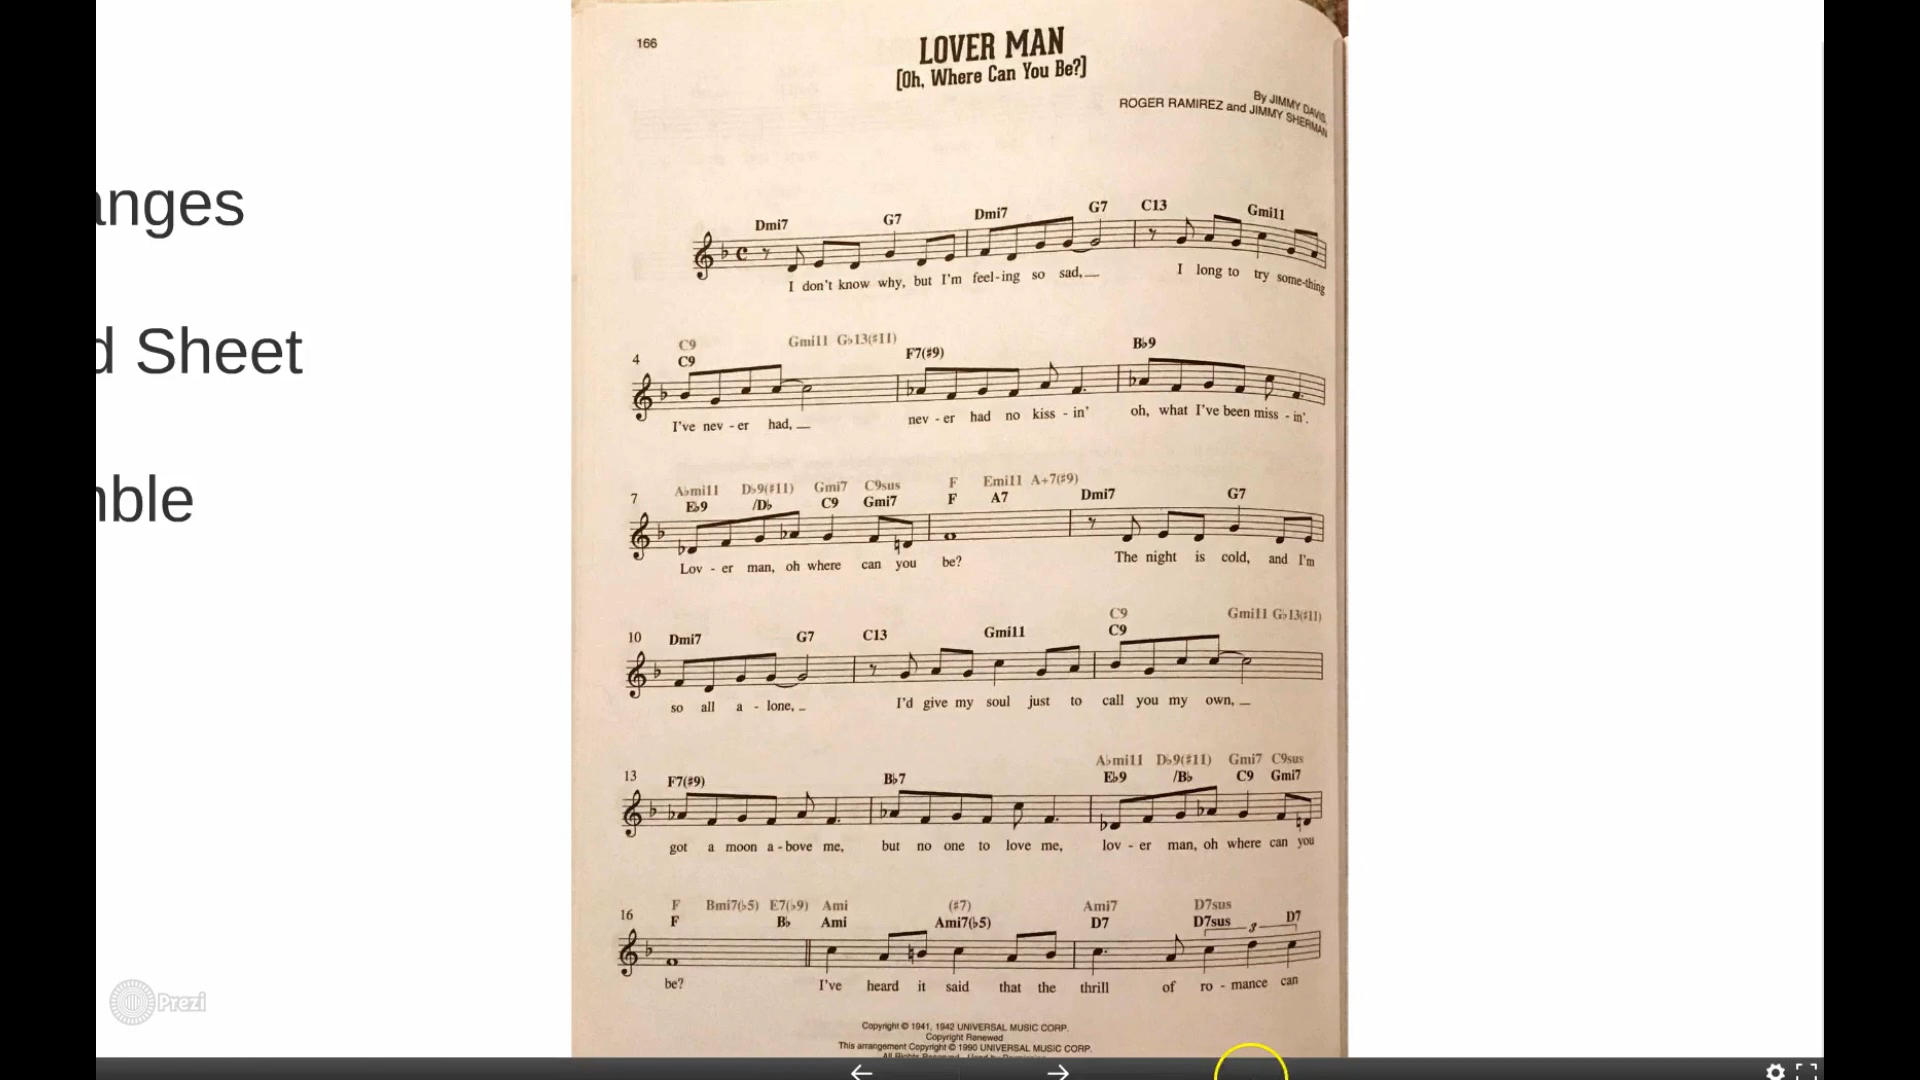 anges
d Sheet
nble
166
LOVER MAN
[Oh, Where Can You Be?]
By JIMMY DAVIS,
ROGER RAMIREZ and JIMMY SHERMAN
Dmi7 G7 Dmi7 G7 C13 Gmi11
I don't know why, but I'm feel-ing so sad, I long to try some-thing
C9 Gmi11 G♭13(♯11)
4 C9 F7(♯9) B♭9
I've nev - er had, nev - er had no kiss - in' oh, what I've been miss - in'.
A♭mi11 D♭9(♯11) Gmi7 C9sus F Emi11 A+7(♯9)
7 E♭9 /D♭ C9 Gmi7 F A7 Dmi7 G7
Lov - er man, oh where can you be? The night is cold, and I'm
C9 Gmi11 G♭13(♯11)
10 Dmi7 G7 C13 Gmi11 C9
so all a - lone, I'd give my soul just to call you my own,
A♭mi11 D♭9(♯11) Gmi7 C9sus
13 F7(♯9) B♭7 E♭9 /B♭ C9 Gmi7
got a moon a - bove me, but no one to love me, lov - er man, oh where can you
F Bmi7(♭5) E7(♭9) Ami (♯7) Ami7 D7sus
16 F B♭ Ami Ami7(♭5) D7 D7sus D7
3
be? I've heard it said that the thrill of ro - mance can
Copyright © 1941, 1942 UNIVERSAL MUSIC CORP.
Copyright Renewed
This arrangement Copyright © 1990 UNIVERSAL MUSIC CORP.
All Rights Reserved Used by Permission
Prezi